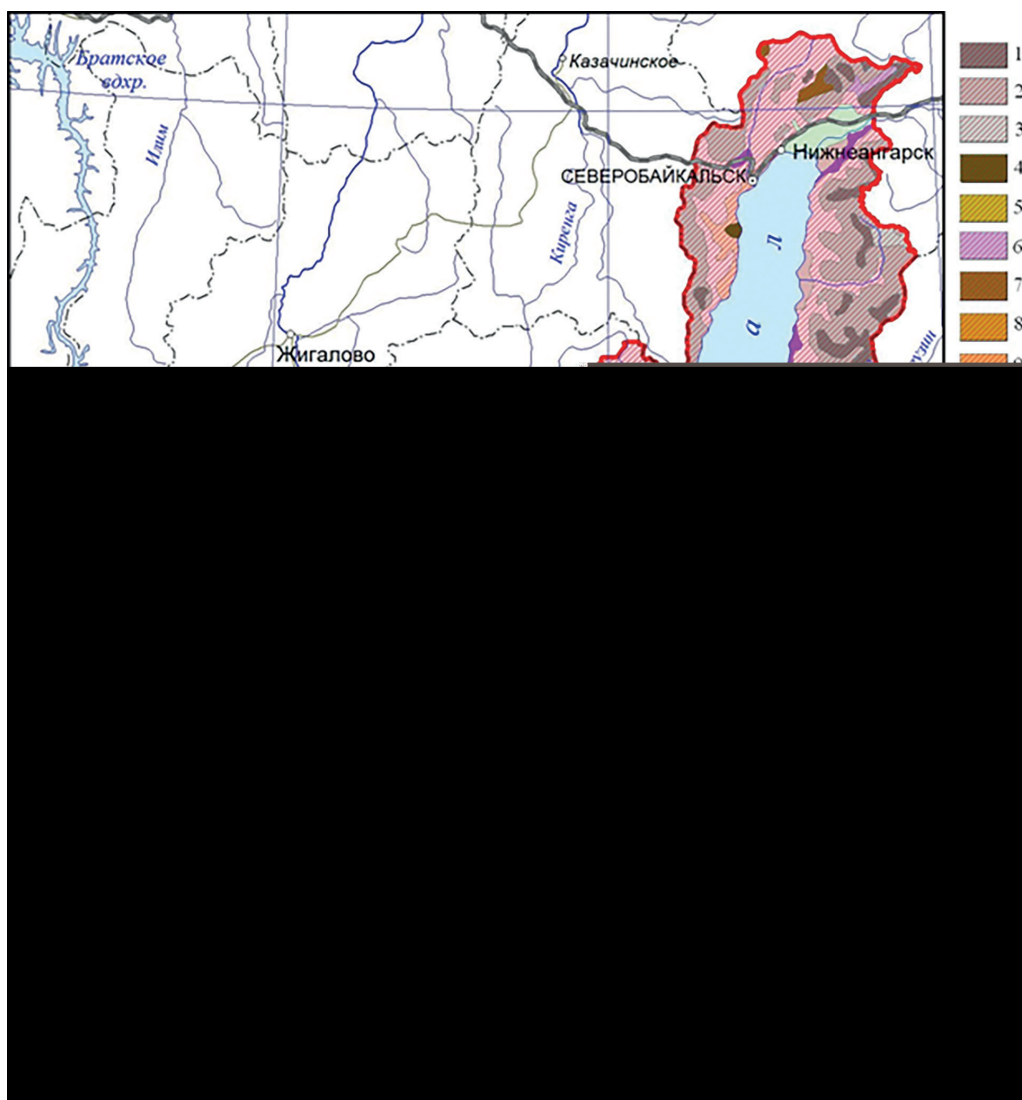 Братское
вдхр.
Казачинское
1
2
Илим
3
Нижнеангарск
4
СЕВЕРОБАЙКАЛЬСК
5
Киренга
л
6
7
а
8
Жигалово